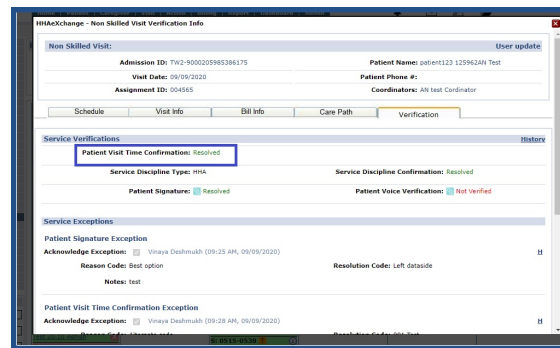 HHAeXchange - Non Skilled Visit Verification Info
Non Skilled Visit: User update
Admission ID: TW2-9000205985386175 Patient Name: patient123 125962AN Test
Visit Date: 09/09/2020 Patient Phone #:
Assignment ID: 004565 Coordinators: AN test Cordinator
Schedule Visit Info Bill Info Care Path Verification
Service Verifications History
Patient Visit Time Confirmation: Resolved
Service Discipline Type: HHA Service Discipline Confirmation: Resolved
Patient Signature: Resolved Patient Voice Verification: Not Verified
Service Exceptions
Patient Signature Exception
Acknowledge Exception: Vinaya Deshmukh (09:25 AM, 09/09/2020) H
Reason Code: Best option Resolution Code: Left dataside
Notes: test
Patient Visit Time Confirmation Exception
Acknowledge Exception: Vinaya Deshmukh (09:28 AM, 09/09/2020) H
S: 0515-0530